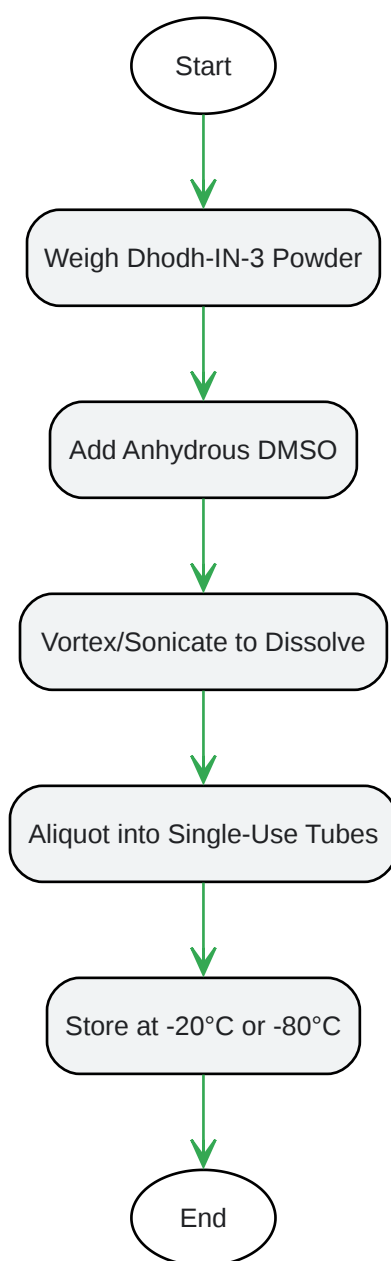 Start
Weigh Dhodh-IN-3 Powder
Add Anhydrous DMSO
Vortex/Sonicate to Dissolve
Aliquot into Single-Use Tubes
Store at -20°C or -80°C
End